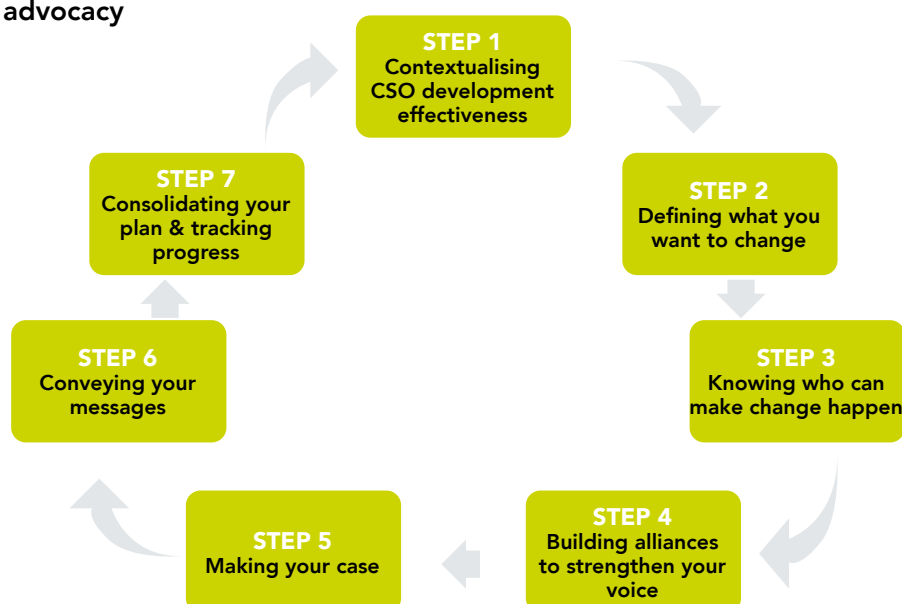 advocacy
STEP 1
Contextualising
CSO development
effectiveness
STEP 2
Defining what you
want to change
STEP 3
Knowing who can
make change happen
STEP 4
Building alliances
to strengthen your
voice
STEP 5
Making your case
STEP 6
Conveying your
messages
STEP 7
Consolidating your
plan & tracking
progress